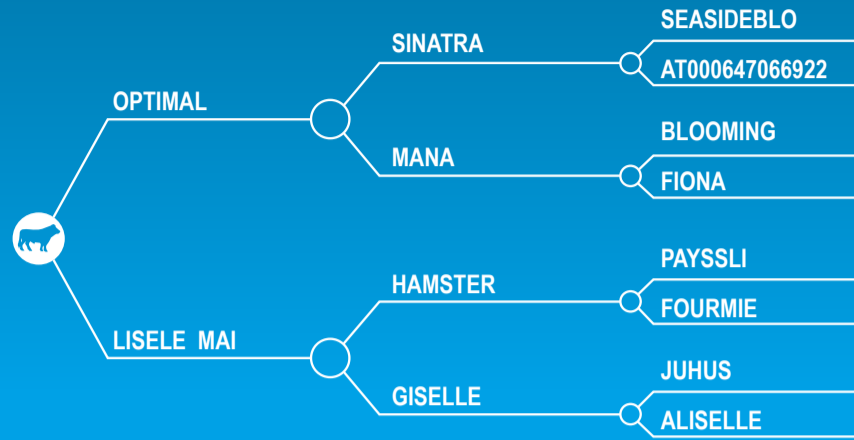 SEASIDEBLO
SINATRA
AT000647066922
OPTIMAL
BLOOMING
MANA
FIONA
PAYSSLI
HAMSTER
FOURMIE
LISELE MAI
JUHUS
GISELLE
ALISELLE